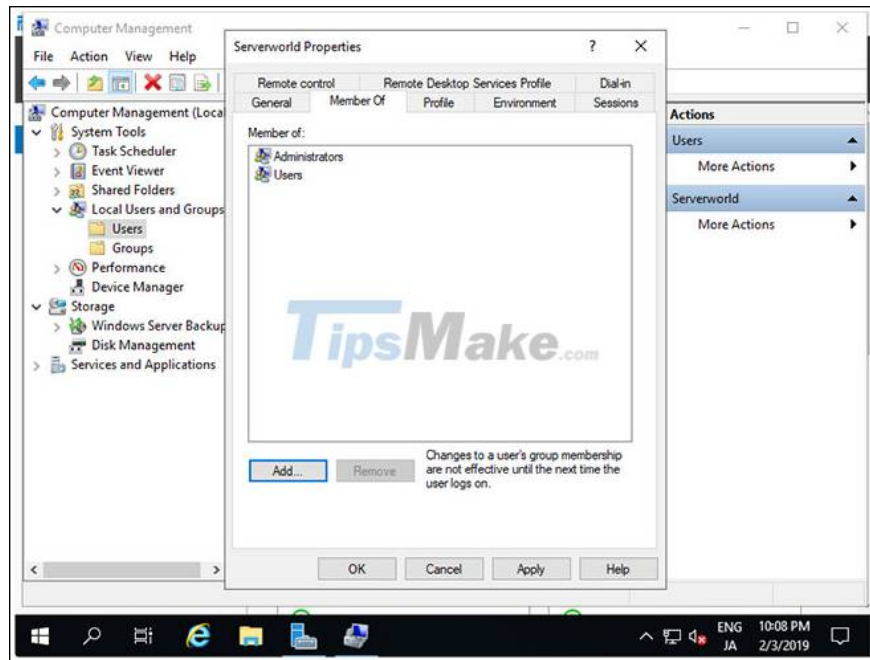 Computer Management
File Action View Help
Computer Management (Local
System Tools
Task Scheduler
Event Viewer
Shared Folders
Local Users and Groups
Users
Groups
Performance
Device Manager
Storage
Windows Server Backup
Disk Management
Services and Applications
Serverworld Properties
?
Remote control Remote Desktop Services Profile Dial-in
General Member Of Profile Environment Sessions
Member of:
Administrators
Users
TipsMake.com
Add... Remove
Changes to a user's group membership
are not effective until the next time the
user logs on.
OK Cancel Apply Help
Actions
Users
More Actions
Serverworld
More Actions
ENG 10:08 PM
JA 2/3/2019